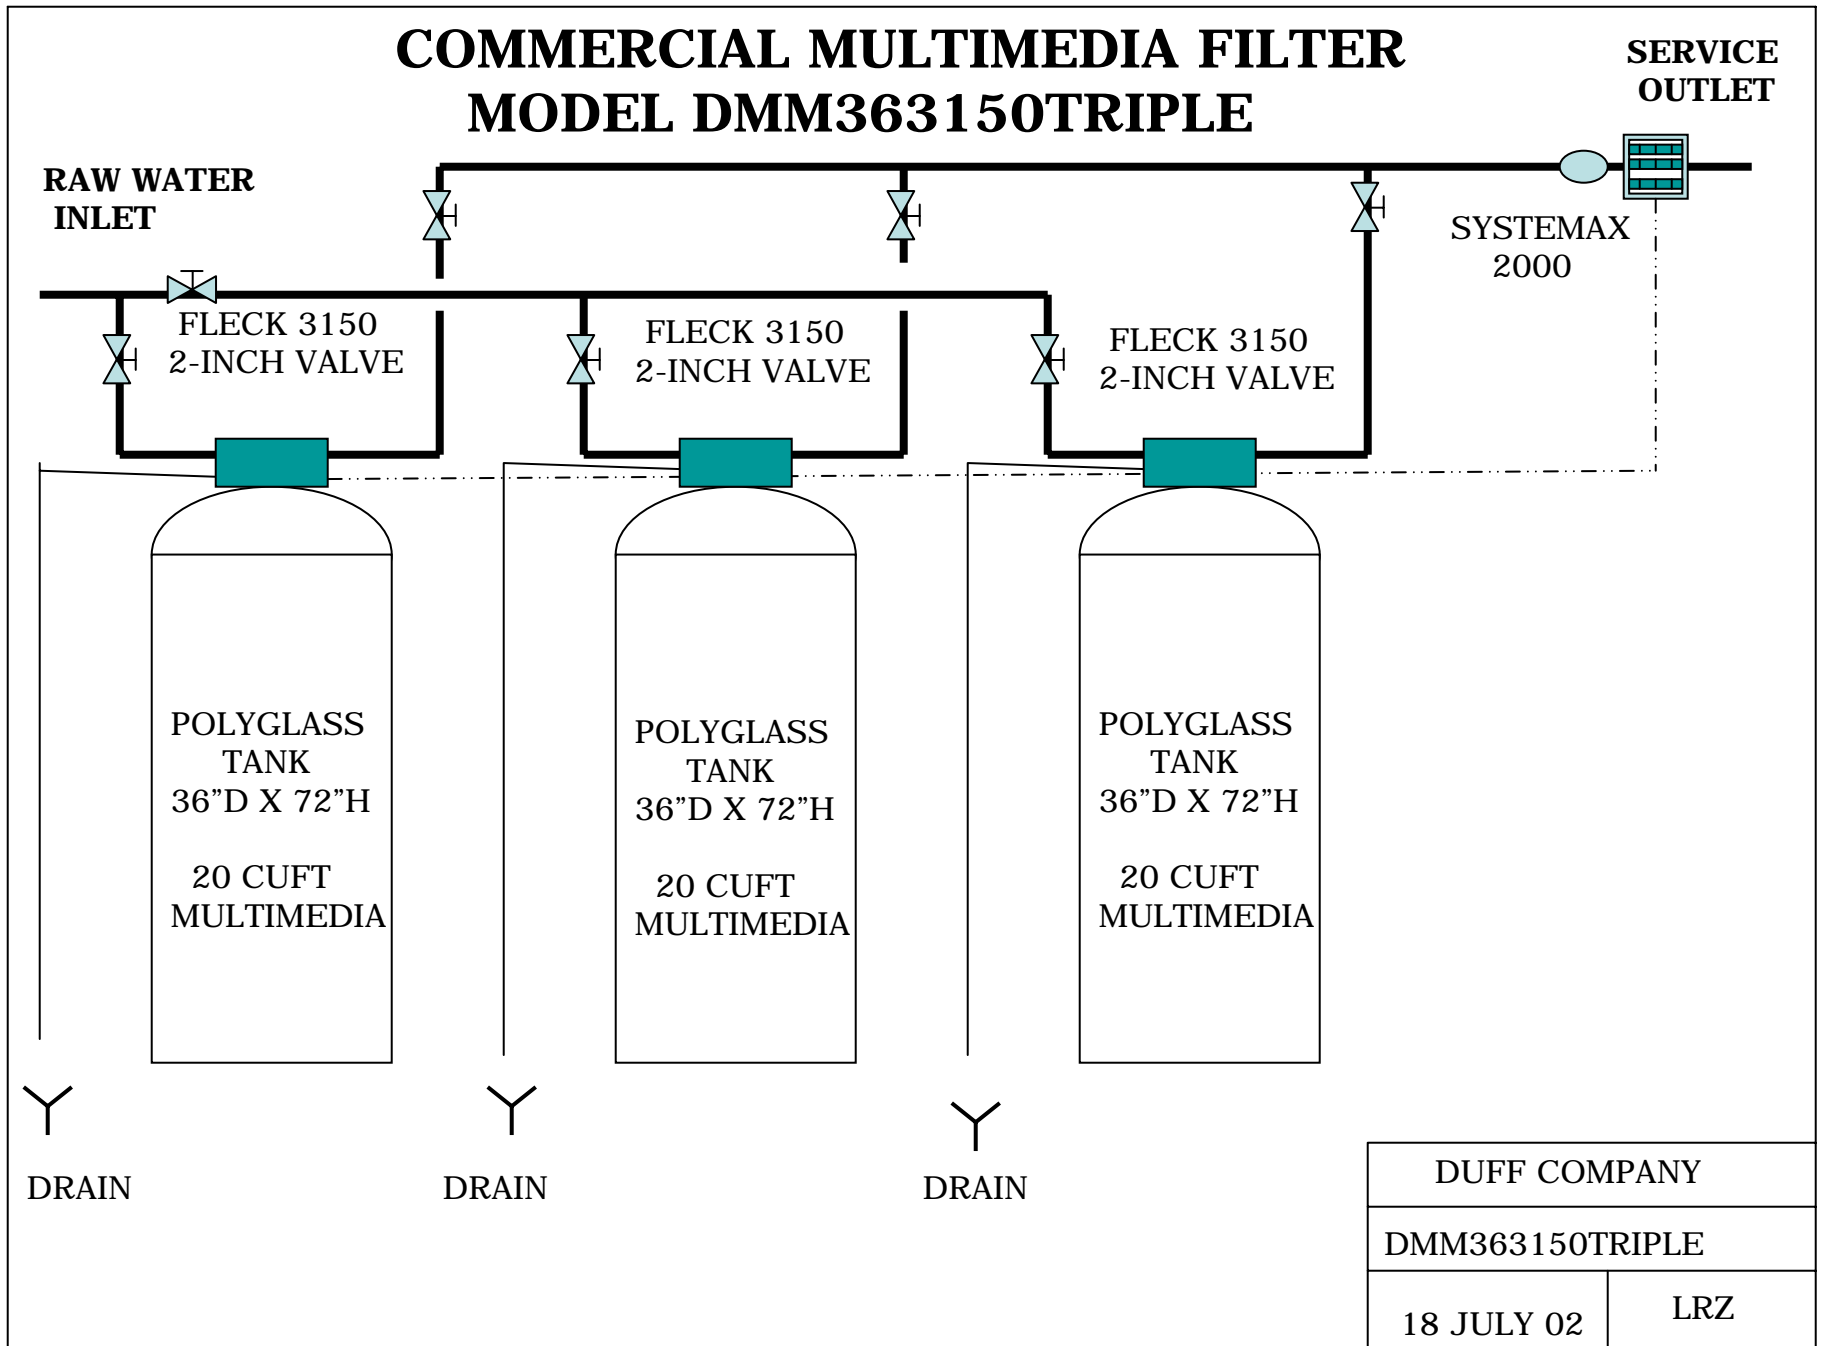 COMMERCIAL MULTIMEDIA FILTER
MODEL DMM363150TRIPLE
SERVICE
OUTLET
RAW WATER
INLET
SYSTEMAX
2000
FLECK 3150
2-INCH VALVE
FLECK 3150
2-INCH VALVE
FLECK 3150
2-INCH VALVE
POLYGLASS
TANK
36”D X 72”H
20 CUFT
MULTIMEDIA
POLYGLASS
TANK
36”D X 72”H
20 CUFT
MULTIMEDIA
POLYGLASS
TANK
36”D X 72”H
20 CUFT
MULTIMEDIA
DRAIN
DRAIN
DRAIN
DUFF COMPANY
DMM363150TRIPLE
18 JULY 02
LRZ